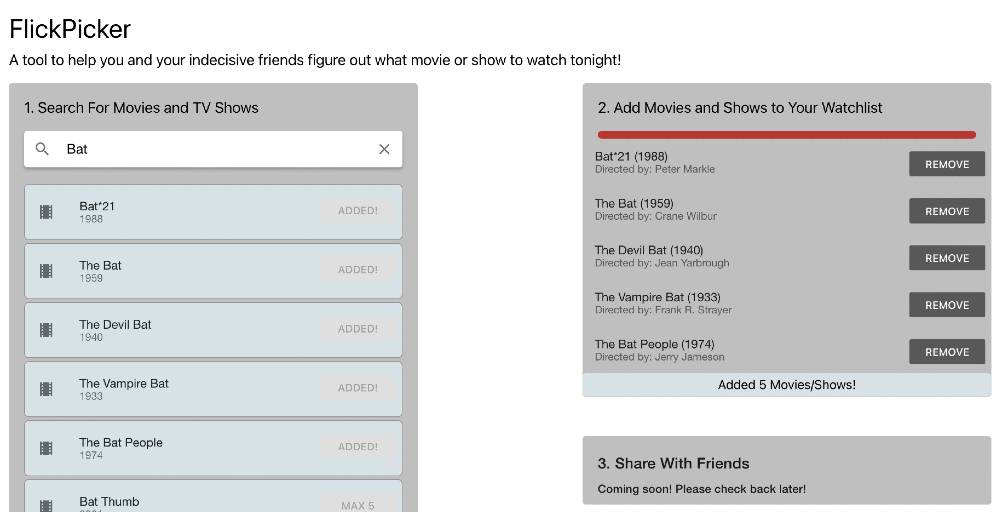 FlickPicker
A tool to help you and your indecisive friends figure out what movie or show to watch tonight!
1. Search For Movies and TV Shows
Bat
Bat*21
1988
ADDED!
The Bat
1959
ADDED!
The Devil Bat
1940
ADDED!
The Vampire Bat
1933
ADDED!
The Bat People
1974
ADDED!
Bat Thumb
MAX 5
2. Add Movies and Shows to Your Watchlist
Bat*21 (1988)
Directed by: Peter Markle
REMOVE
The Bat (1959)
Directed by: Crane Wilbur
REMOVE
The Devil Bat (1940)
Directed by: Jean Yarbrough
REMOVE
The Vampire Bat (1933)
Directed by: Frank R. Strayer
REMOVE
The Bat People (1974)
Directed by: Jerry Jameson
REMOVE
Added 5 Movies/Shows!
3. Share With Friends
Coming soon! Please check back later!